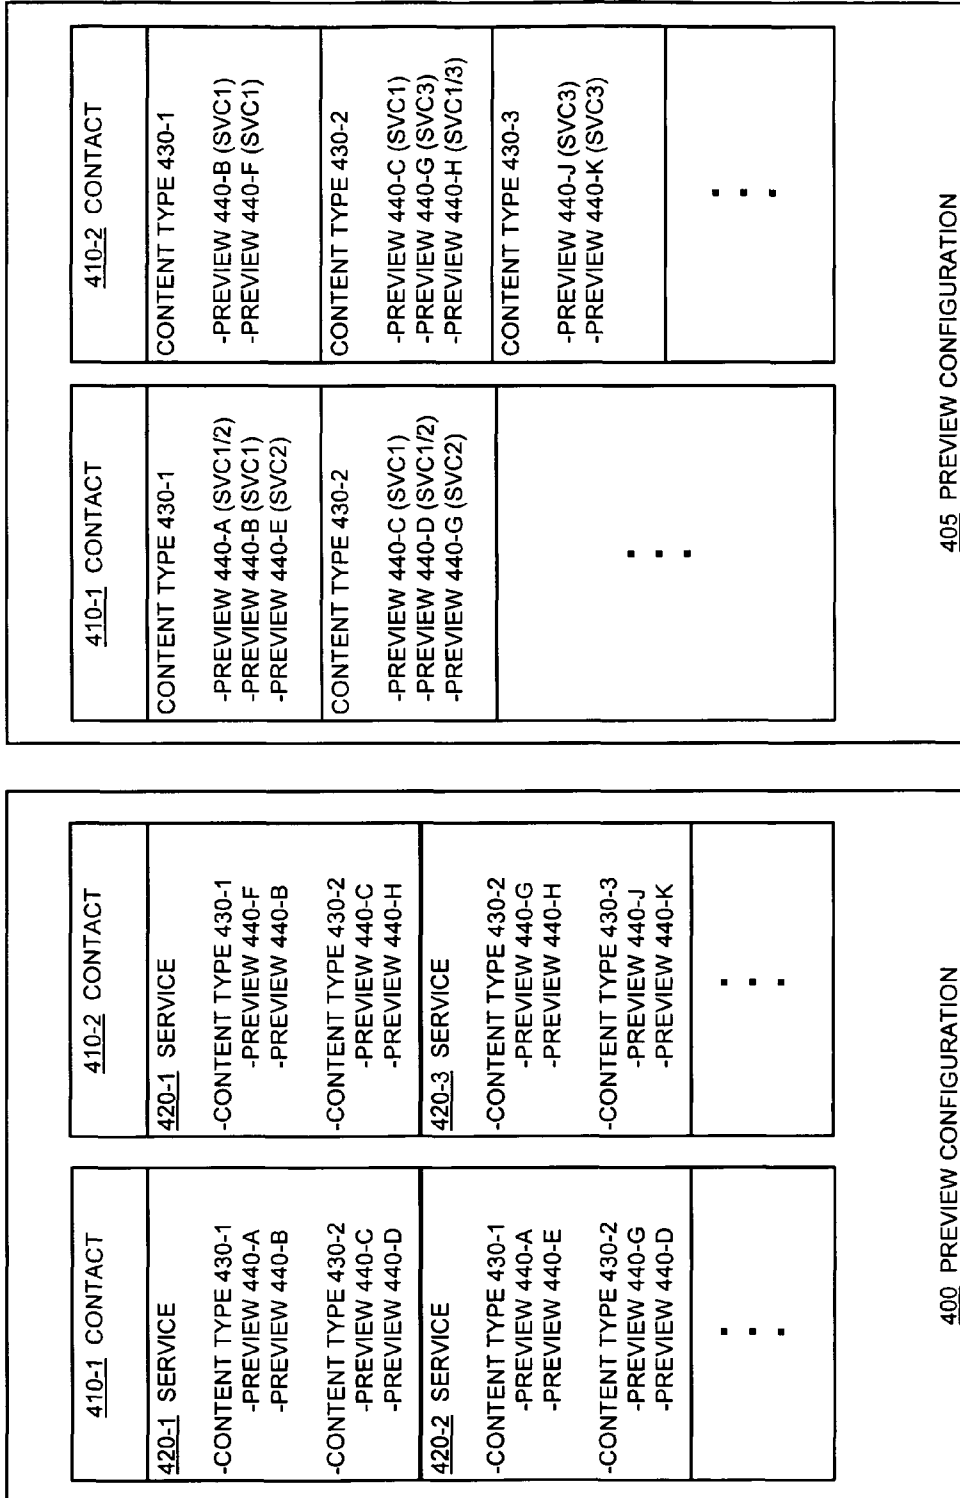 410-1 CONTACT
420-1 SERVICE
-CONTENT TYPE 430-1
-PREVIEW 440-A
-PREVIEW 440-B
-CONTENT TYPE 430-2
-PREVIEW 440-C
-PREVIEW 440-D
420-2 SERVICE
-CONTENT TYPE 430-1
-PREVIEW 440-A
-PREVIEW 440-E
-CONTENT TYPE 430-2
-PREVIEW 440-G
-PREVIEW 440-D
410-2 CONTACT
420-1 SERVICE
-CONTENT TYPE 430-1
-PREVIEW 440-F
-PREVIEW 440-B
-CONTENT TYPE 430-2
-PREVIEW 440-C
-PREVIEW 440-H
420-3 SERVICE
-CONTENT TYPE 430-2
-PREVIEW 440-G
-PREVIEW 440-H
-CONTENT TYPE 430-3
-PREVIEW 440-J
-PREVIEW 440-K
400 PREVIEW CONFIGURATION
410-1 CONTACT
CONTENT TYPE 430-1
-PREVIEW 440-A (SVC1/2)
-PREVIEW 440-B (SVC1)
-PREVIEW 440-E (SVC2)
CONTENT TYPE 430-2
-PREVIEW 440-C (SVC1)
-PREVIEW 440-D (SVC1/2)
-PREVIEW 440-G (SVC2)
410-2 CONTACT
CONTENT TYPE 430-1
-PREVIEW 440-B (SVC1)
-PREVIEW 440-F (SVC1)
CONTENT TYPE 430-2
-PREVIEW 440-C (SVC1)
-PREVIEW 440-G (SVC3)
-PREVIEW 440-H (SVC1/3)
CONTENT TYPE 430-3
-PREVIEW 440-J (SVC3)
-PREVIEW 440-K (SVC3)
405 PREVIEW CONFIGURATION